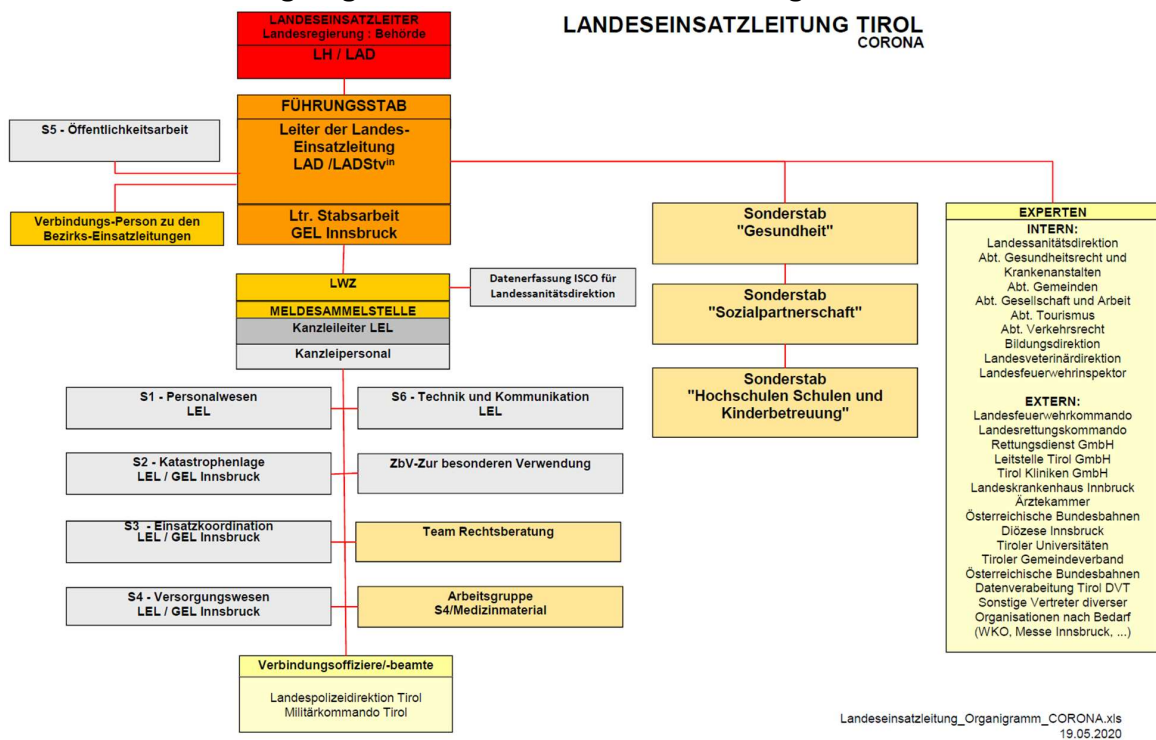 LANDESEINSATZLEITUNG TIROL
CORONA
LANDESEINSATZLEITER
Landesregierung : Behörde
LH / LAD
FÜHRUNGSSTAB
Leiter der Landes-
Einsatzleitung
LAD /LADStvin
Ltr. Stabsarbeit
GEL Innsbruck
S5 - Öffentlichkeitsarbeit
Verbindungs-Person zu den
Bezirks-Einsatzleitungen
LWZ
MELDESAMMELSTELLE
Kanzleileiter LEL
Kanzleipersonal
Datenerfassung ISCO für
Landessanitätsdirektion
S1 - Personalwesen
LEL
S6 - Technik und Kommunikation
LEL
S2 - Katastrophenlage
LEL / GEL Innsbruck
ZbV-Zur besonderen Verwendung
S3 - Einsatzkoordination
LEL / GEL Innsbruck
Team Rechtsberatung
S4 - Versorgungswesen
LEL / GEL Innsbruck
Arbeitsgruppe
S4/Medizinmaterial
Verbindungsoffiziere/-beamte
Landespolizeidirektion Tirol
Militärkommando Tirol
Sonderstab
"Gesundheit"
Sonderstab
"Sozialpartnerschaft"
Sonderstab
"Hochschulen Schulen und
Kinderbetreuung"
EXPERTEN
INTERN:
Landessanitätsdirektion
Abt. Gesundheitsrecht und
Krankenanstalten
Abt. Gemeinden
Abt. Gesellschaft und Arbeit
Abt. Tourismus
Abt. Verkehrsrecht
Bildungsdirektion
Landesveterinärdirektion
Landesfeuerwehrinspektor
EXTERN:
Landesfeuerwehrkommando
Landesrettungskommando
Rettungsdienst GmbH
Leitstelle Tirol GmbH
Tirol Kliniken GmbH
Landeskrankenhaus Innbruck
Ärztekammer
Österreichische Bundesbahnen
Diözese Innsbruck
Tiroler Universitäten
Tiroler Gemeindeverband
Österreichische Bundesbahnen
Datenverabeitung Tirol DVT
Sonstige Vertreter diverser
Organisationen nach Bedarf
(WKO, Messe Innsbruck, ...)
Landeseinsatzleitung_Organigramm_CORONA.xls
19.05.2020